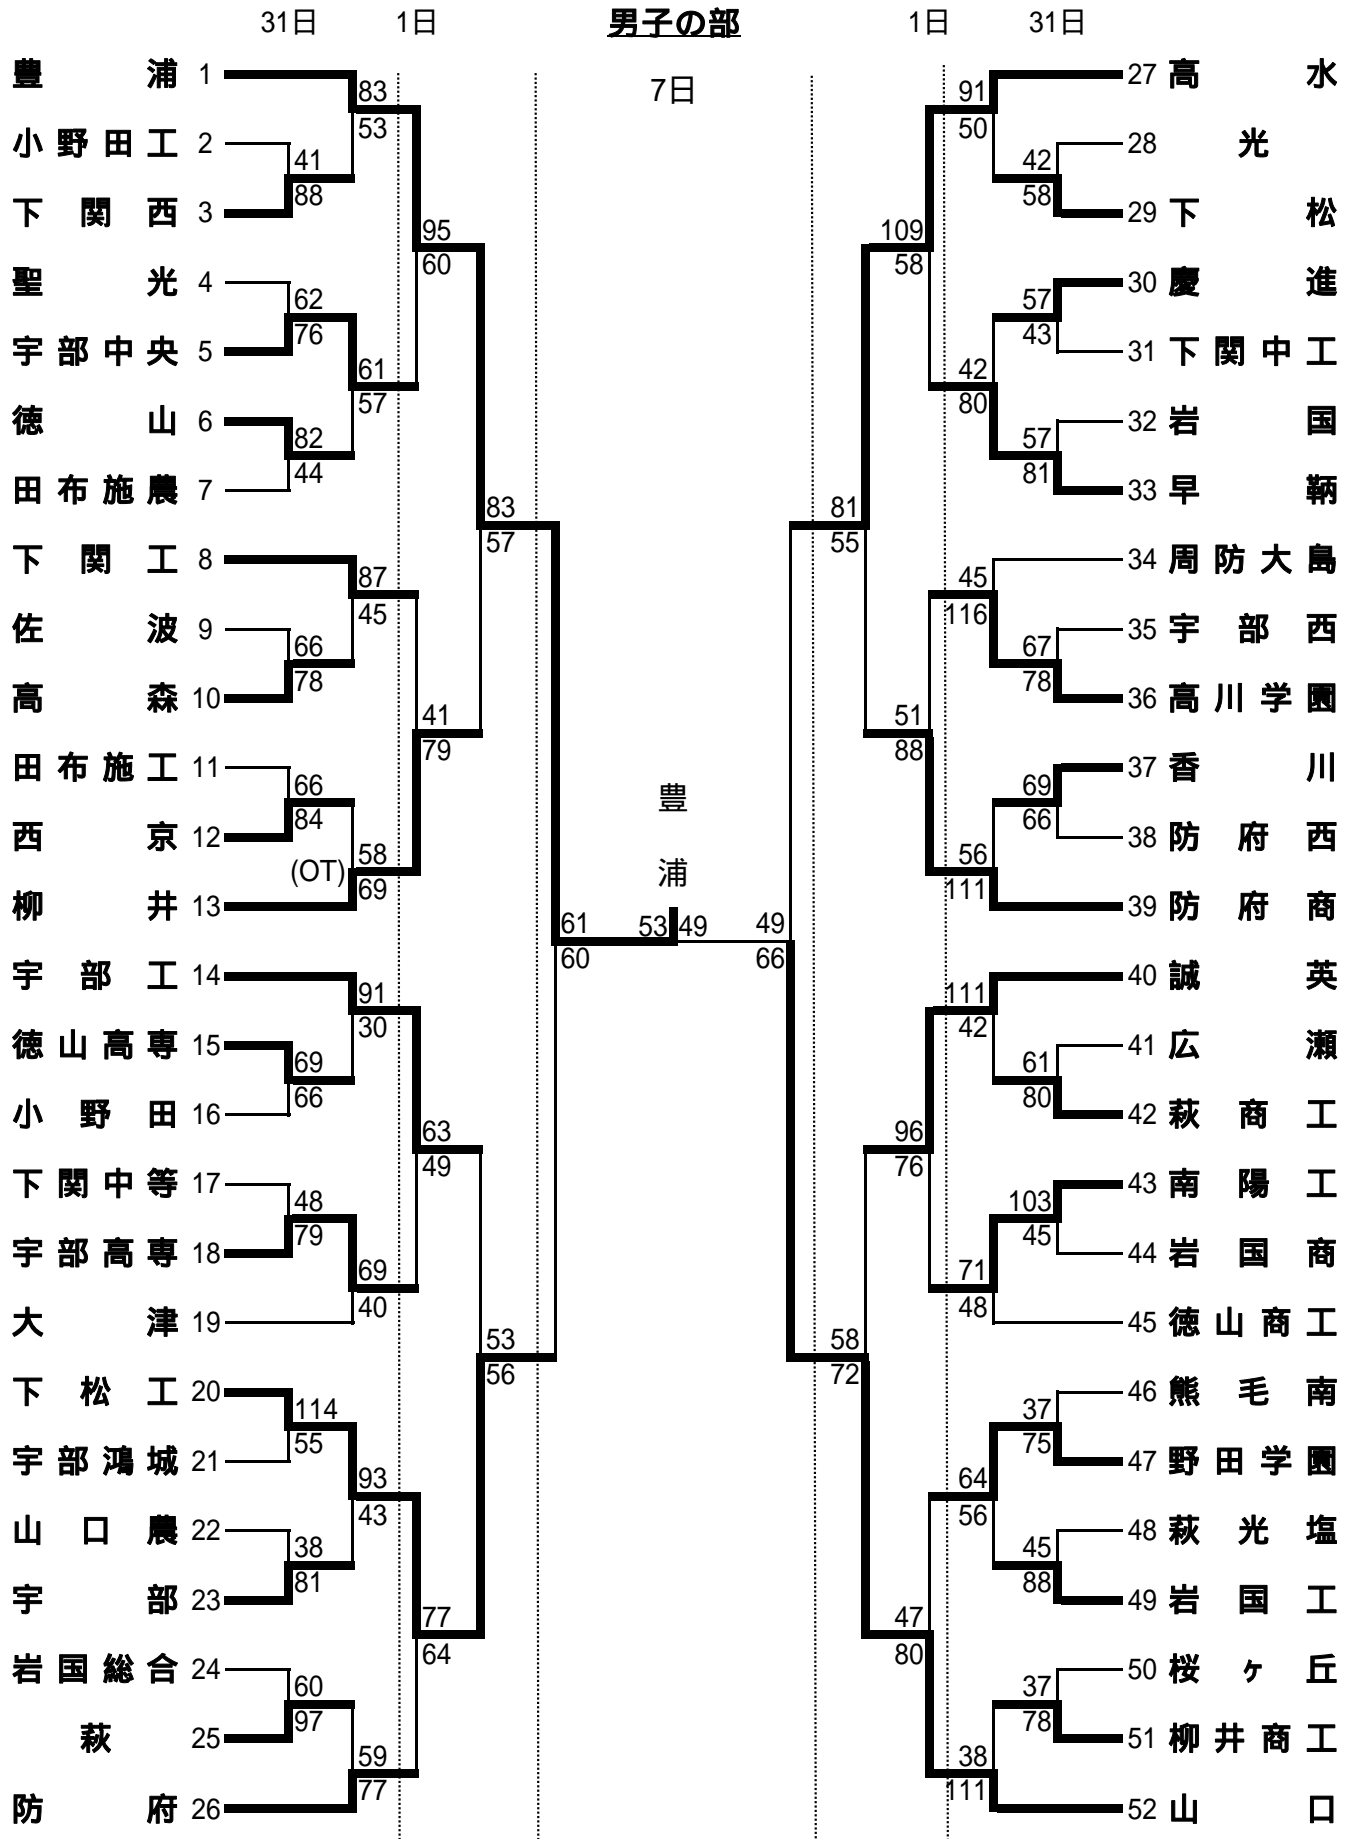 31日 1日 男子の部 1日 31日
7日
豊浦 1 83 91 27 高水
53 50
小野田工 2 41 42 28 光
下関西 3 88 58 29 下松
95 109
60 58
聖光 4 62 57 30 慶進
宇部中央 5 76 43 31 下関中工
61 42
57 80
徳山 6 82 57 32 岩国
田布施農 7 44 81 33 早鞆
83 81
57 55
下関工 8 87 45 34 周防大島
45 116
佐波 9 66 67 35 宇部西
高森 10 78 78 36 高川学園
41 51
79 88
田布施工 11 66 69 37 香川
西京 12 84 66 38 防府西
(OT) 58 56
柳井 13 69 111 39 防府商
豊浦
61 53 49 49
60 66
宇部工 14 91 111 40 誠英
30 42
徳山高専 15 69 61 41 広瀬
小野田 16 66 80 42 萩商工
63 96
49 76
下関中等 17 48 103 43 南陽工
宇部高専 18 79 45 44 岩国商
69 71
大津 19 40 48 45 徳山商工
53 58
56 72
下松工 20 114 37 46 熊毛南
宇部鴻城 21 55 75 47 野田学園
93 64
43 56
山口農 22 38 45 48 萩光塩
宇部 23 81 88 49 岩国工
77 47
64 80
岩国総合 24 60 37 50 桜ヶ丘
萩 25 97 78 51 柳井商工
59 38
防府 26 77 111 52 山口